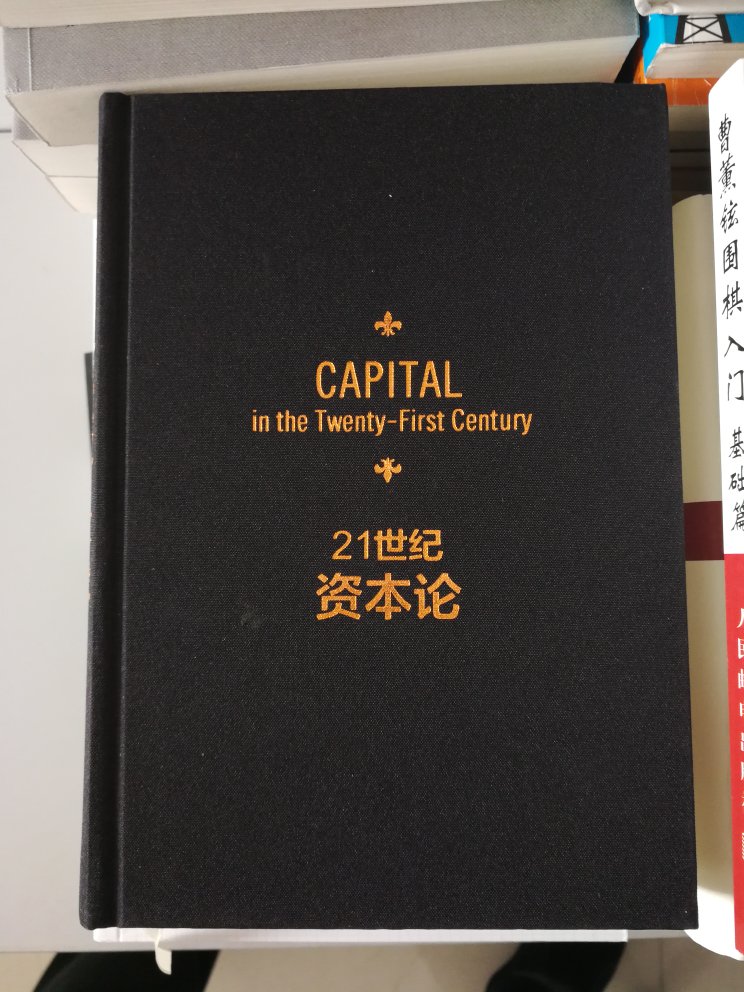 CAPITAL
in the Twenty-First Century
21世纪
资本论
曹薰铉围棋入门 基础篇